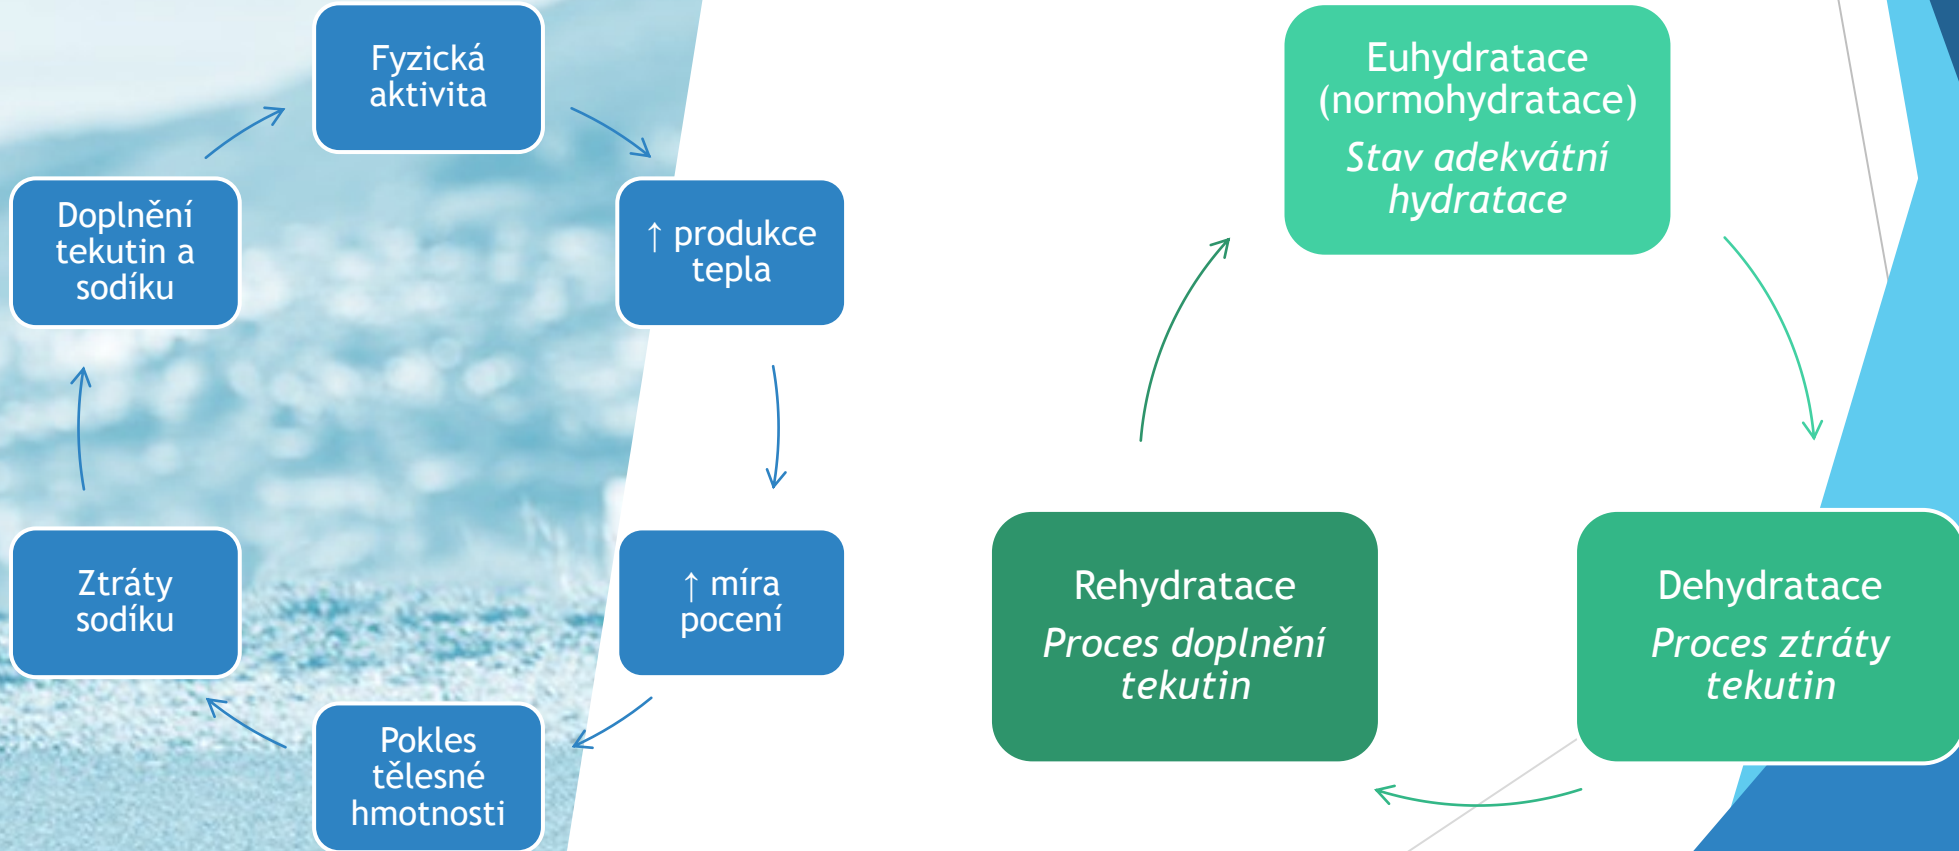 Fyzická
aktivita
↑ produkce
tepla
↑ míra
pocení
Pokles
tělesné
hmotnosti
Ztráty
sodíku
Doplnění
tekutin a
sodíku
Euhydratace
(normohydratace)
Stav adekvátní
hydratace
Dehydratace
Proces ztráty
tekutin
Rehydratace
Proces doplnění
tekutin